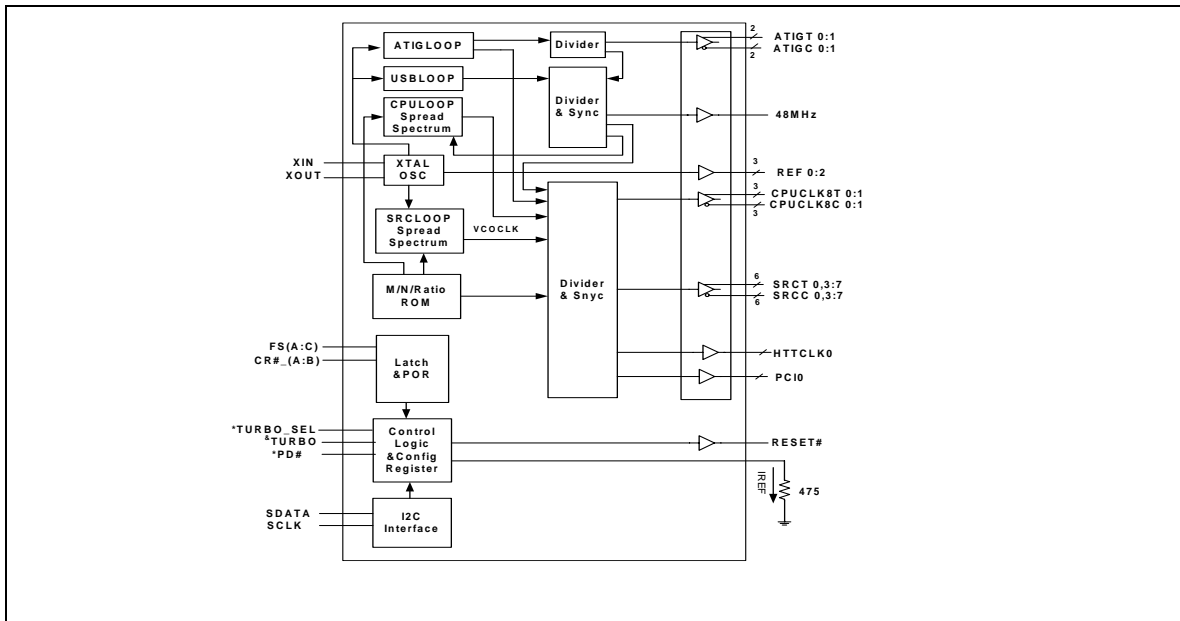 ATIGLOOP
Divider
2
ATIGT 0:1
ATIGC 0:1
2
USBLOOP
Divider
& Sync
CPULOOP
Spread
Spectrum
48MHz
XIN
XOUT
XTAL
OSC
3
REF 0:2
3
CPUCLK8T 0:1
CPUCLK8C 0:1
3
SRCLOOP
Spread
Spectrum
VCOCLK
Divider
& Snyc
M/N/Ratio
ROM
6
SRCT 0,3:7
SRCC 0,3:7
6
FS(A:C)
CR#_(A:B)
Latch
&POR
HTTCLK0
PCI0
*TURBO_SEL
&TURBO
*PD#
Control
Logic
&Config
Register
RESET#
IREF
475
SDATA
SCLK
I2C
Interface